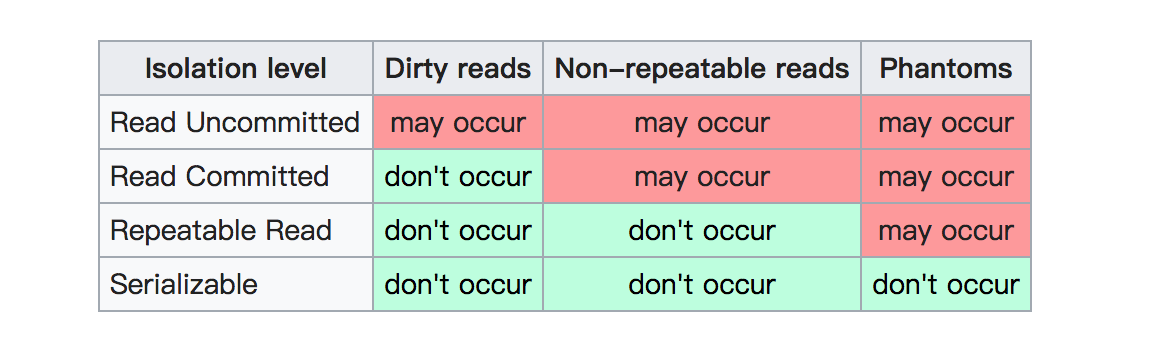 Isolation level Dirty reads Non-repeatable reads Phantoms
Read Uncommitted may occur may occur may occur
Read Committed don't occur may occur may occur
Repeatable Read don't occur don't occur may occur
Serializable don't occur don't occur don't occur